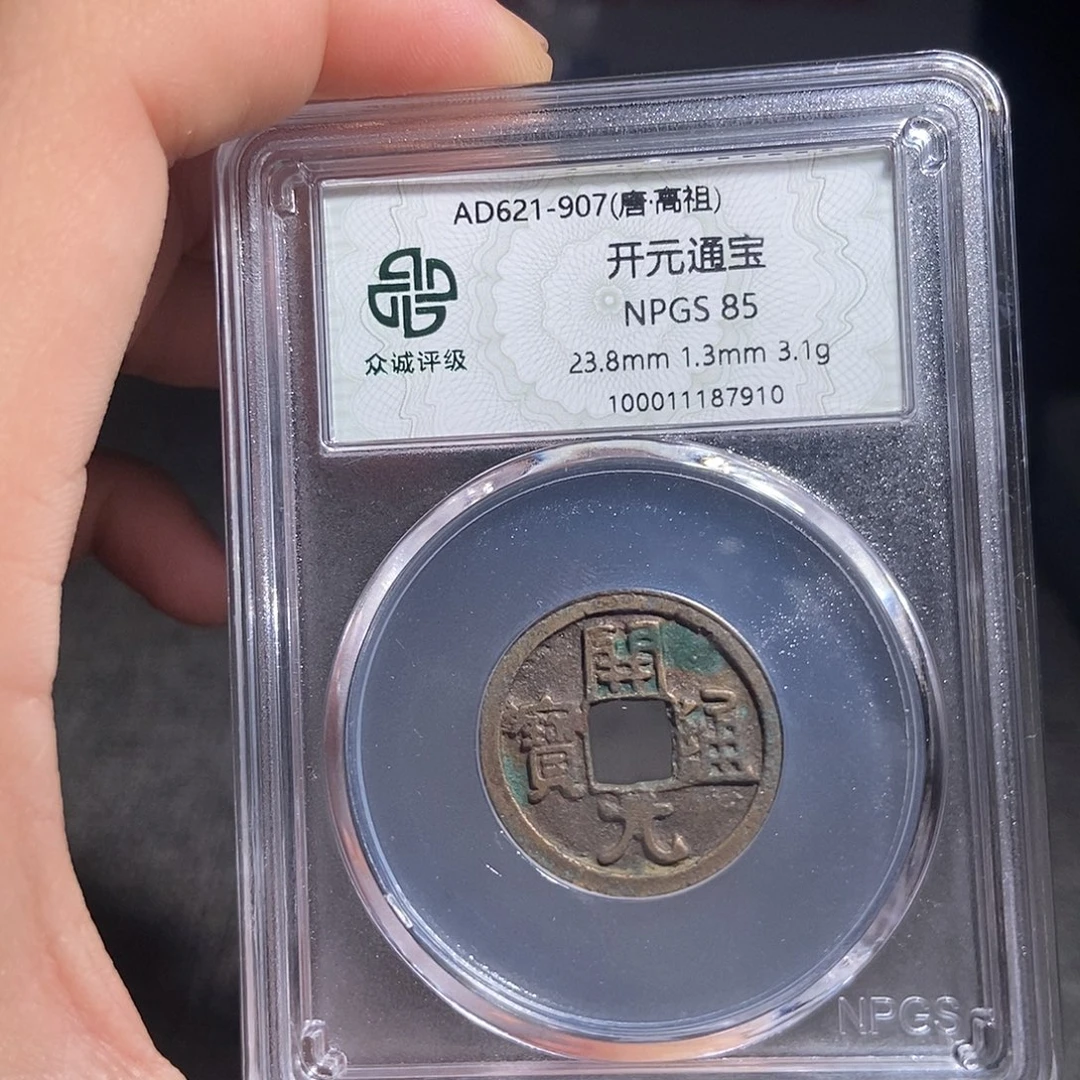 AD621-907(唐·高祖)
开元通宝
NPGS 85
23.8mm 1.3mm 3.1g
100011187910
众诚评级
開
寶 通
元
NPGS